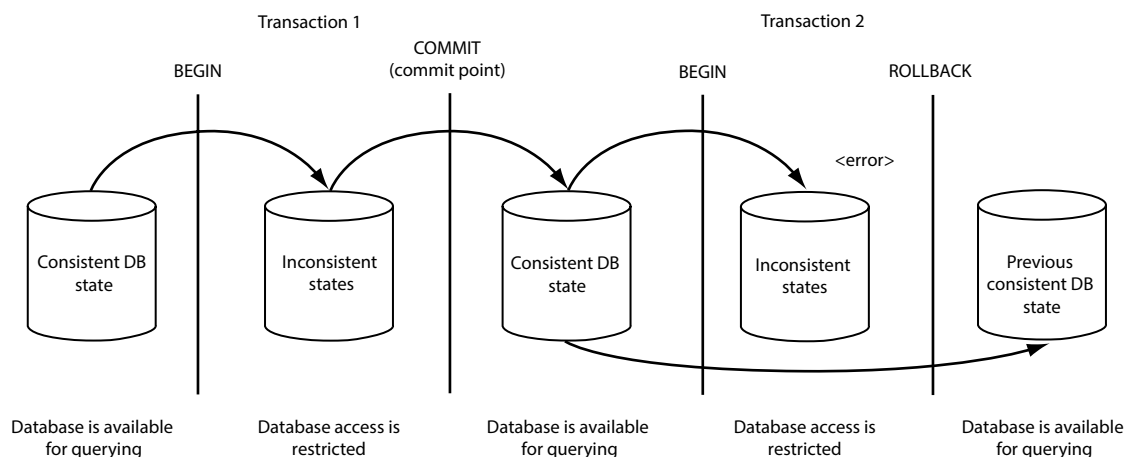 Transaction 1
Transaction 2
BEGIN
COMMIT
(commit point)
BEGIN
ROLLBACK
<error>
Consistent DB
state
Inconsistent
states
Consistent DB
state
Inconsistent
states
Previous
consistent DB
state
Database is available
for querying
Database access is
restricted
Database is available
for querying
Database access is
restricted
Database is available
for querying